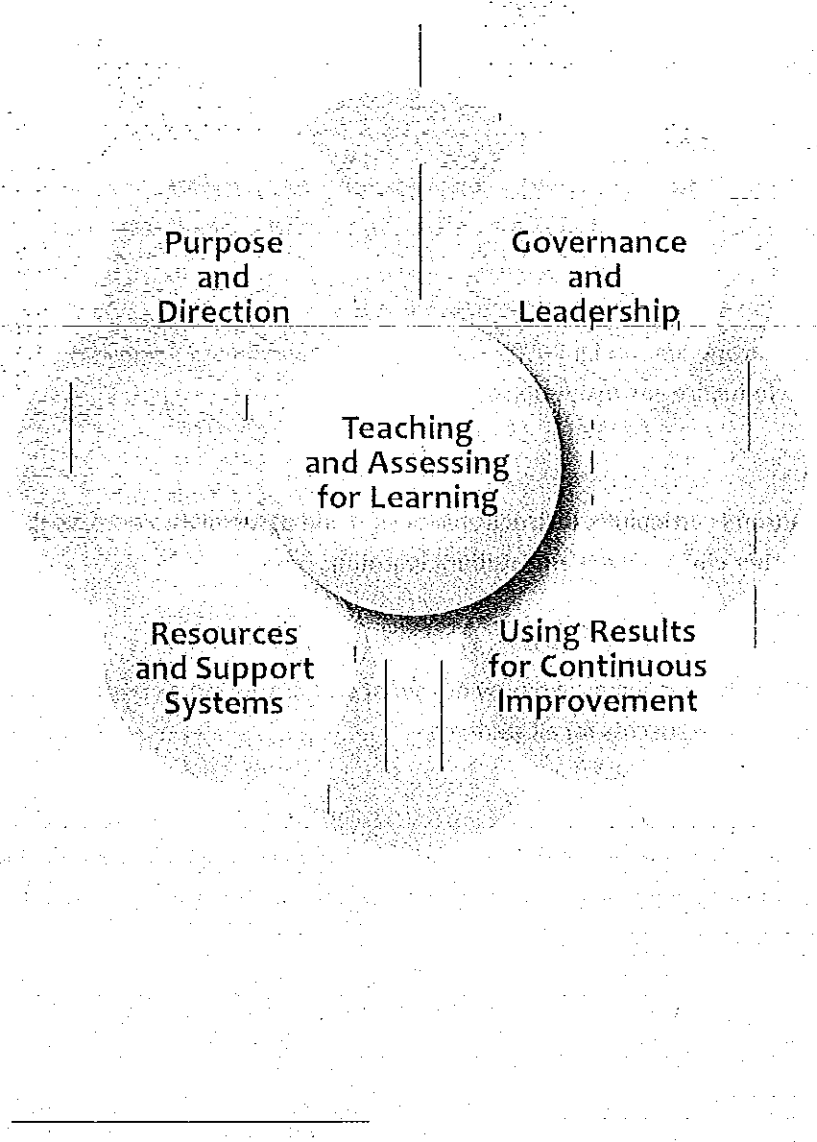 Purpose
and
Direction
Governance
and
Leadership
Teaching
and Assessing
for Learning
Resources
and Support
Systems
Using Results
for Continuous
Improvement